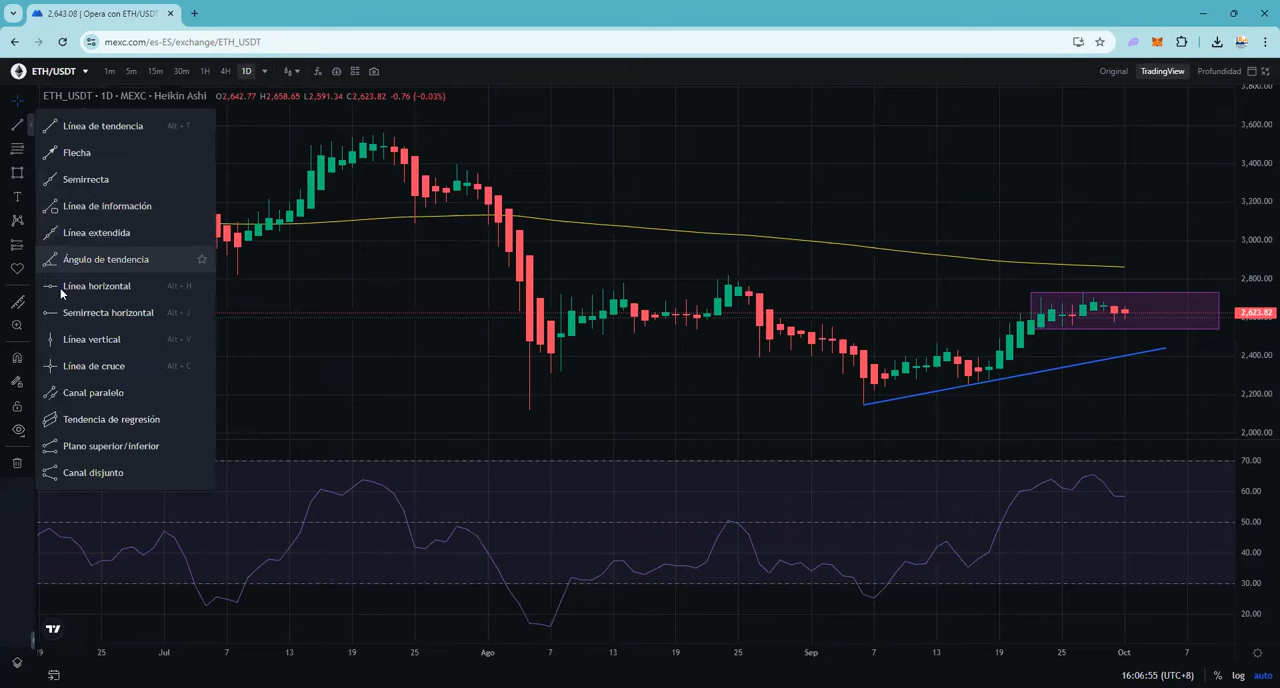 2,643.08 | Opera con ETH/USDT
mexc.com/es-ES/exchange/ETH_USDT
ETH/USDT 1m 5m 15m 30m 1H 4H 1D Original TradingView Profundidad
ETH_USDT · 1D · MEXC · Heikin Ashi O2,642.77 H2,658.65 L2,591.34 C2,623.82 -0.76 (-0.03%)
Línea de tendencia Alt + T
Flecha
Semirrecta
Línea de información
Línea extendida
Ángulo de tendencia
Línea horizontal Alt + H
Semirrecta horizontal Alt + J
Línea vertical Alt + V
Línea de cruce Alt + C
Canal paralelo
Tendencia de regresión
Plano superior/inferior
Canal disjunto
3,800.00
3,600.00
3,400.00
3,200.00
3,000.00
2,800.00
2,623.82
2,400.00
2,200.00
2,000.00
70.00
60.00
50.00
40.00
30.00
20.00
25 Jul 7 13 19 25 Ago 7 13 19 25 Sep 7 13 19 25 Oct 7
16:06:55 (UTC+8) % log auto